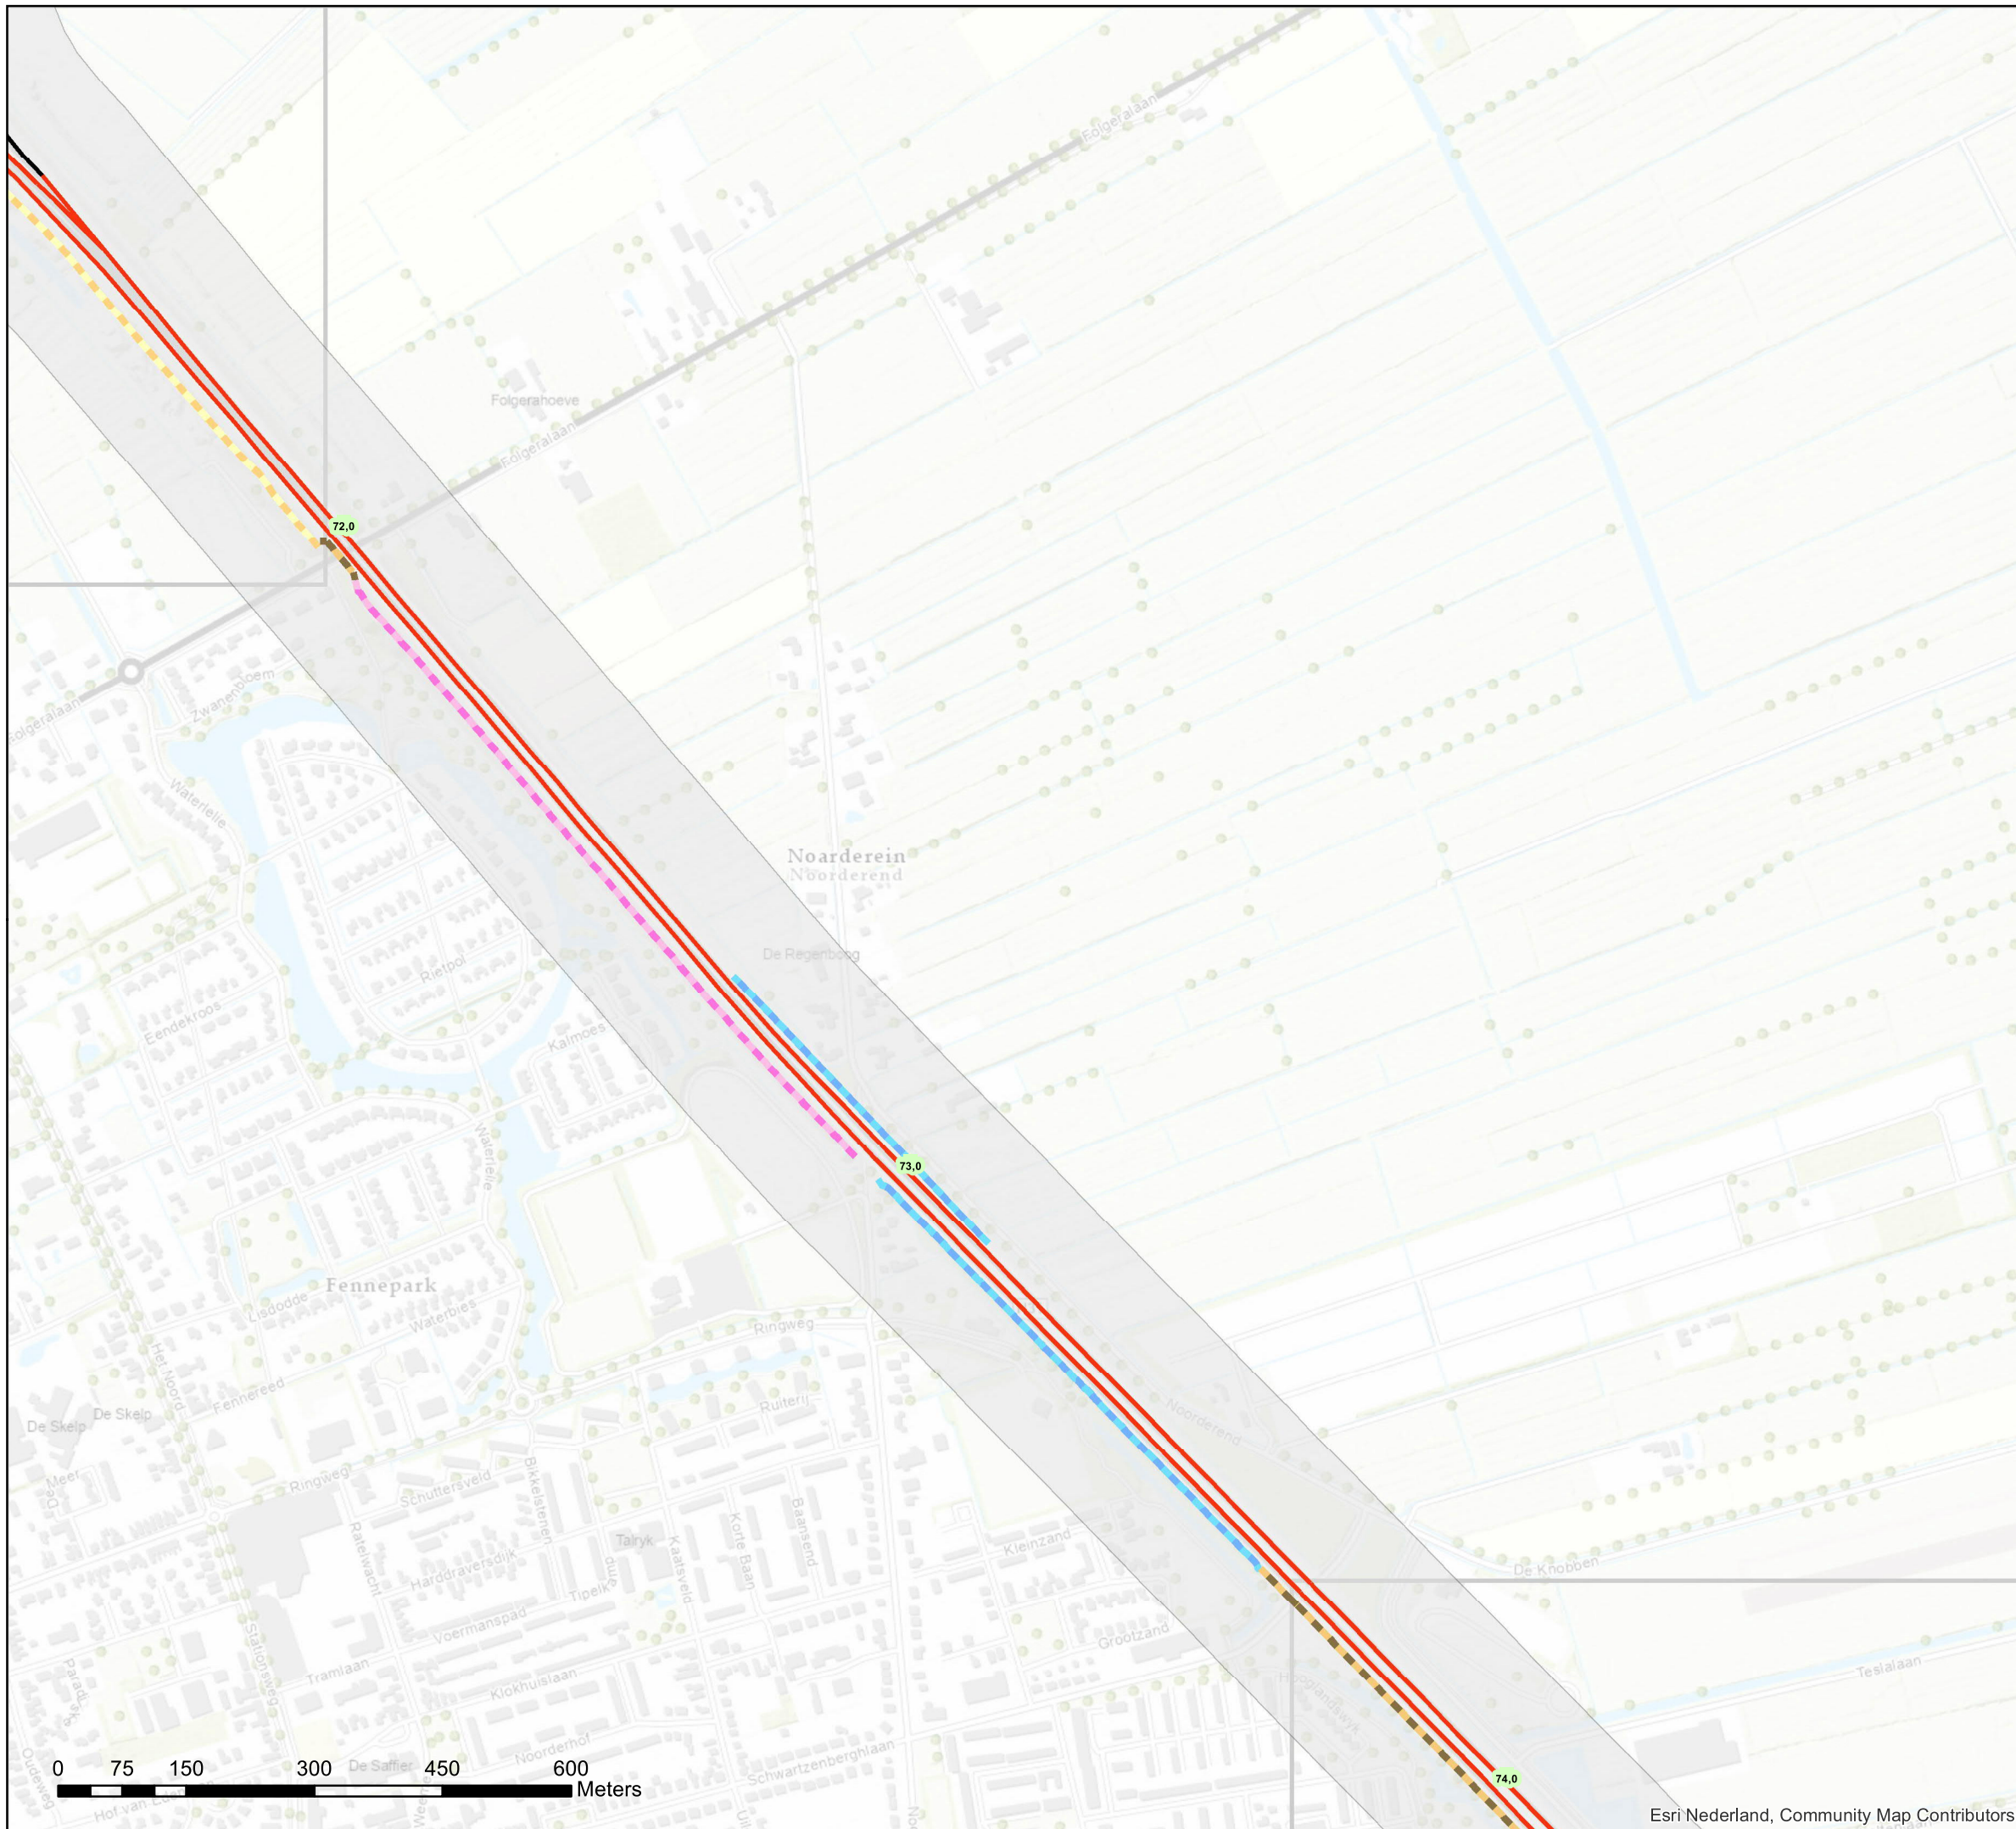 Folgeralaan
Folgerahoeve
Folgeralaan
72,0
Zwanenbloem
Folgeralaan
Waterlelie
Noarderein
Noorderend
De Regenboog
Rietpol
Eendekroos
Kalmoes
Waterlelie
73,0
Fennepark
Lisdodde
Waterbies
Ringweg
Het Noord
Fennereed
De Skelp
De Skelp
Ruiterij
Noorderend
Meer
Ringweg
Schuttersveld
Bikkelstenen
Korte Baan
Baansend
Kleinzand
Talryk
Kaatsveld
Ratelwacht
Harddraversdijk
De Knobben
Tipelk
Voermanspad
Stationsweg
Tramlaan
Klokhuislaan
Grootzand
Hooglandswyk
Teslalaan
Noorderhof
Schwartzenberghlaan
De Saffier
Oudeweg
74,0
0 75 150 300 450 600
Meters
Esri Nederland, Community Map Contributors